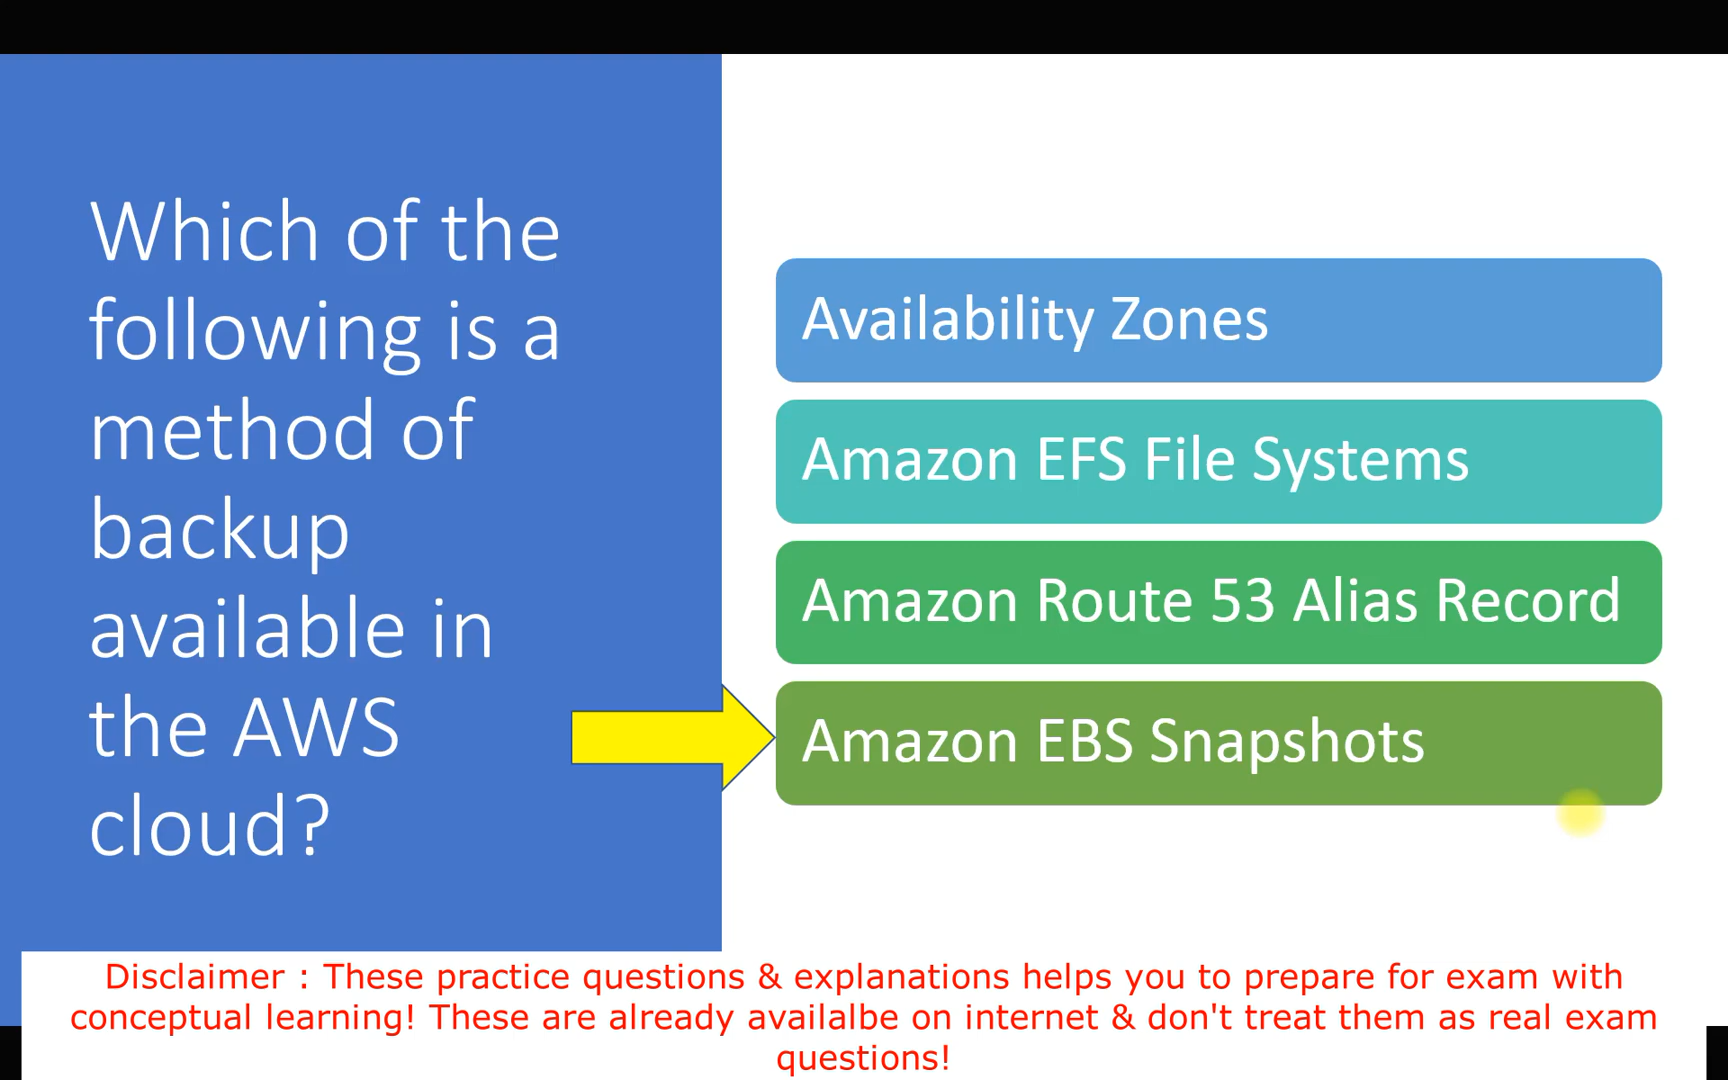 Which of the
following is a
method of
backup
available in
the AWS
cloud?
Availability Zones
Amazon EFS File Systems
Amazon Route 53 Alias Record
Amazon EBS Snapshots
Disclaimer : These practice questions & explanations helps you to prepare for exam with
conceptual learning! These are already availalbe on internet & don't treat them as real exam
questions!